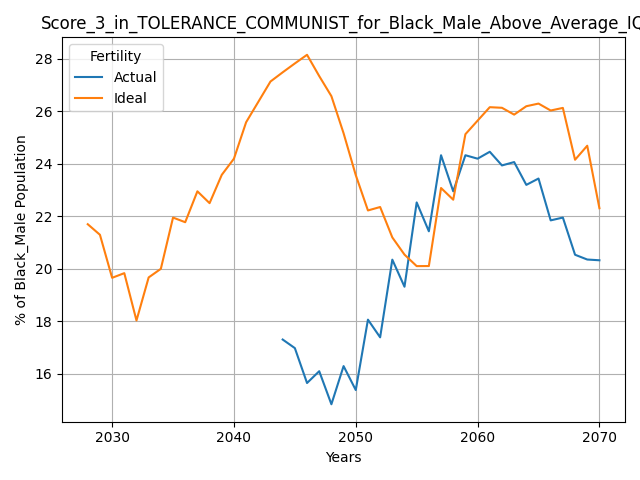 Score_3_in_TOLERANCE_COMMUNIST_for_Black_Male_Above_Average_IQ
Fertility
Actual
Ideal
% of Black_Male Population
28
26
24
22
20
18
16
2030 2040 2050 2060 2070
Years